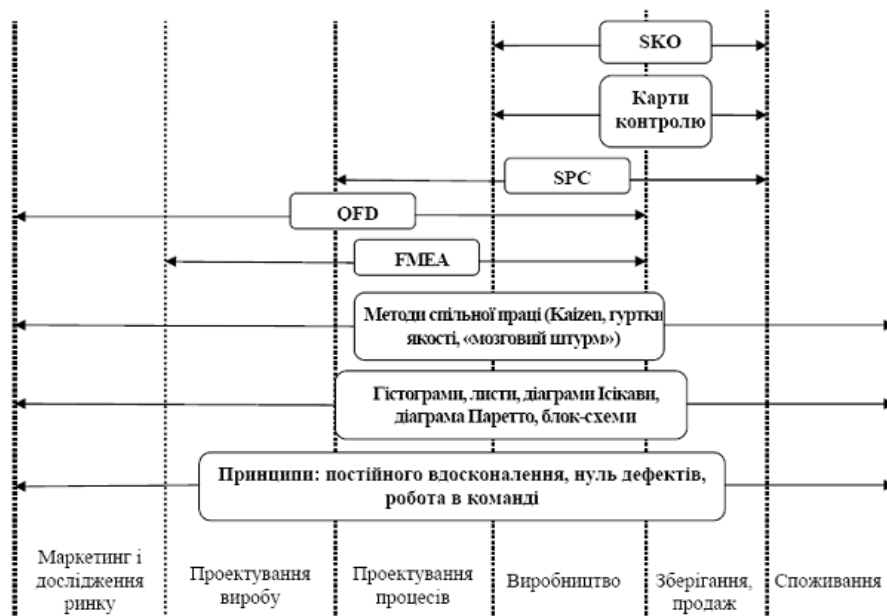 SKO
Карти
контролю
SPC
QFD
FMEA
Методи спільної праці (Kaizen, гуртки
якості, «мозговий штурм»)
Гістограми, листи, діаграми Ісікави,
діаграма Паретто, блок-схеми
Принципи: постійного вдосконалення, нуль дефектів,
робота в команді
Маркетинг і
дослідження
ринку
Проектування
виробу
Проектування
процесів
Виробництво
Зберігання,
продаж
Споживання